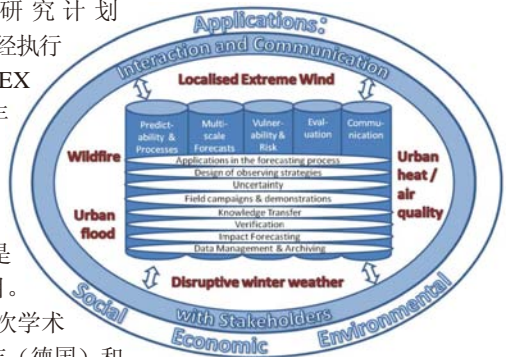 研究计划
经执行
EX
是
次学术
(德国)和
Applications:
Interaction and Communication
Localised Extreme Wind
Predict-
ability &
Processes
Multi-
scale
Forecasts
Vulner-
ability &
Risk
Eval-
uation
Commu-
nication
Wildfire
Urban
flood
Applications in the forecasting process
Design of observing strategies
Uncertainty
Field campaigns & demonstrations
Knowledge Transfer
Verification
Impact Forecasting
Data Management & Archiving
Urban
heat /
air
quality
Disruptive winter weather
with Stakeholders
Social
Economic
Environmental